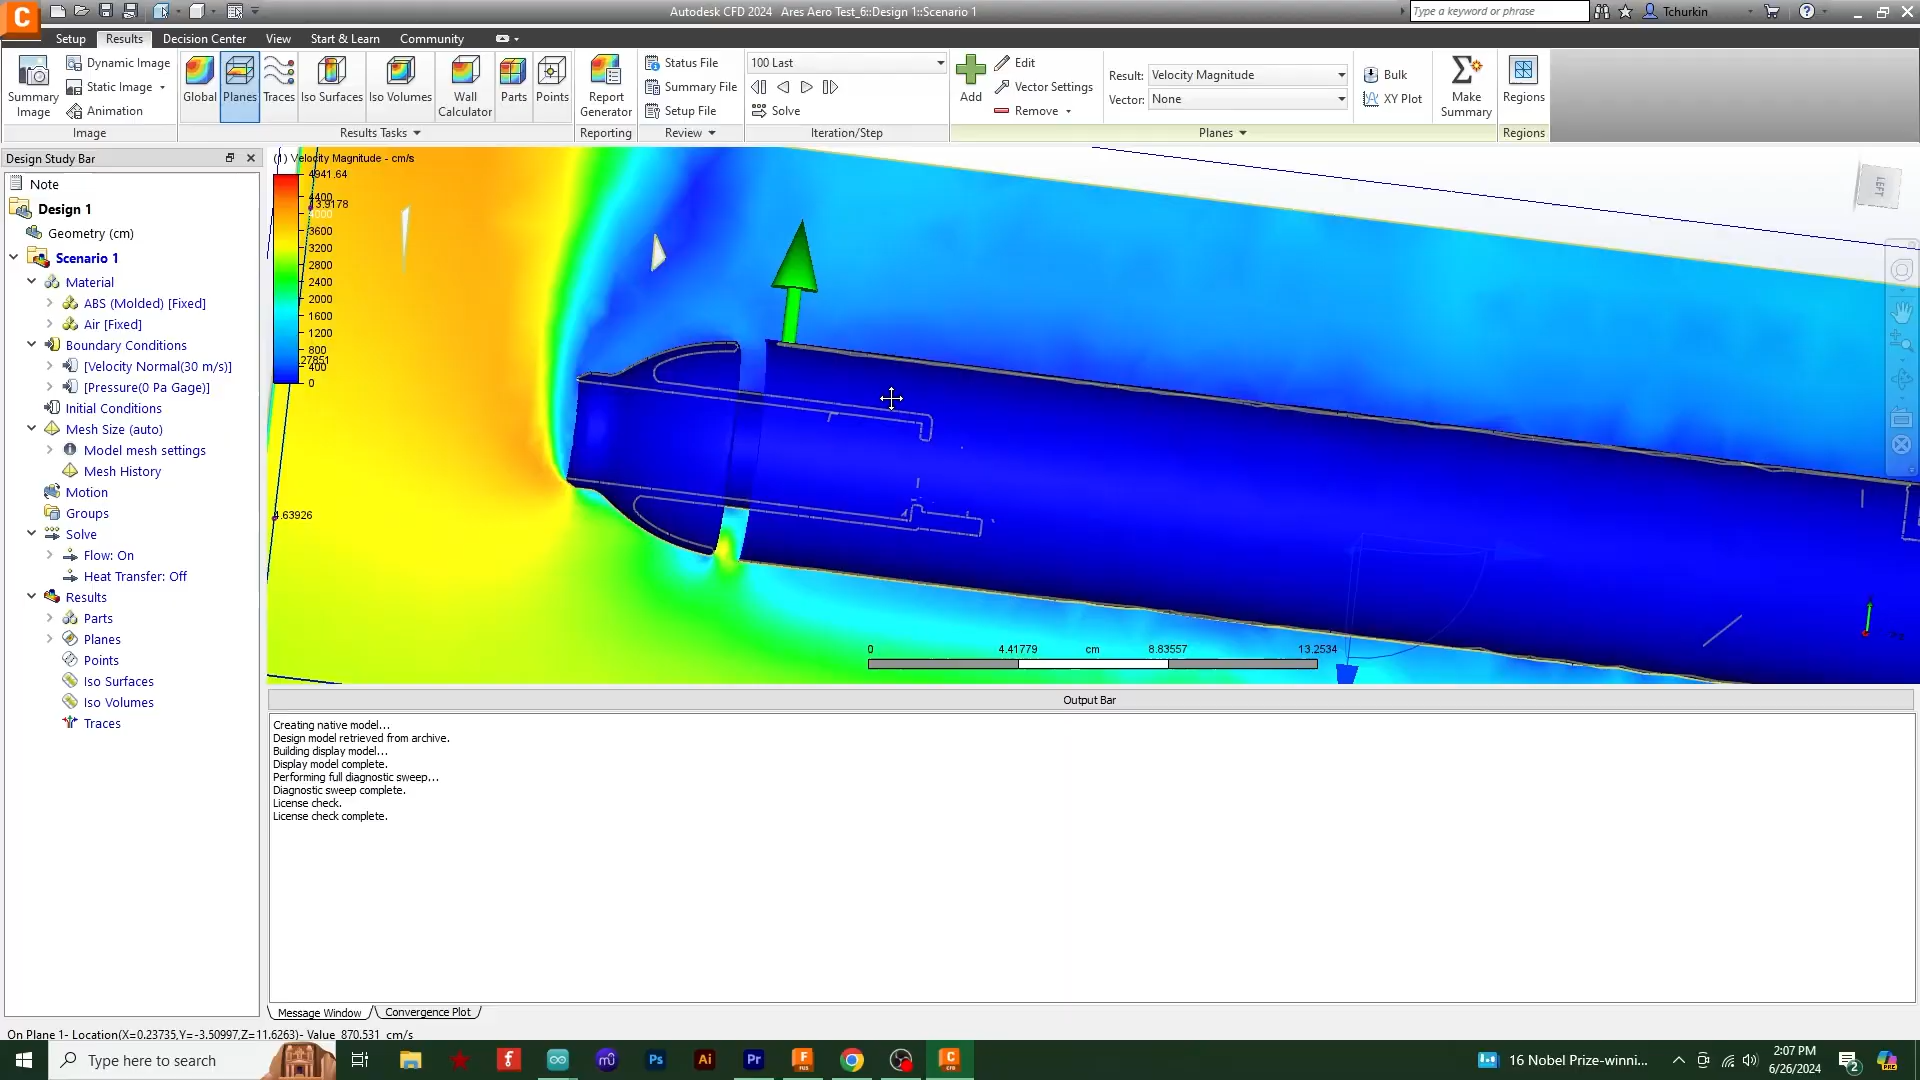 Autodesk CFD 2024 Ares Aero Test_6::Design 1::Scenario 1
Type a keyword or phrase
Tchurkin
Setup Results Decision Center View Start & Learn Community
Summary Image
Dynamic Image
Static Image
Animation
Image
Global Planes Traces Iso Surfaces Iso Volumes Wall Calculator Parts Points
Results Tasks
Report Generator
Reporting
Status File
Summary File
Setup File
Review
100 Last
Solve
Iteration/Step
Add
Edit
Vector Settings
Remove
Result: Velocity Magnitude
Vector: None
Planes
Bulk
XY Plot
Make Summary
Regions
Regions
Design Study Bar
Note
Design 1
Geometry (cm)
Scenario 1
Material
ABS (Molded) [Fixed]
Air [Fixed]
Boundary Conditions
[Velocity Normal(30 m/s)]
[Pressure(0 Pa Gage)]
Initial Conditions
Mesh Size (auto)
Model mesh settings
Mesh History
Motion
Groups
Solve
Flow: On
Heat Transfer: Off
Results
Parts
Planes
Points
Iso Surfaces
Iso Volumes
Traces
(1) Velocity Magnitude - cm/s
4941.64
4400
13.9178
4000
3600
3200
2800
2400
2000
1600
1200
800
.27851
400
0
4.63926
LEFT
0 4.41779 cm 8.83557 13.2534
Output Bar
Creating native model...
Design model retrieved from archive.
Building display model...
Display model complete.
Performing full diagnostic sweep...
Diagnostic sweep complete.
License check.
License check complete.
Message Window Convergence Plot
On Plane 1- Location(X=0.23735,Y=-3.50997,Z=11.6263)- Value 870.531 cm/s
Type here to search
16 Nobel Prize-winni...
2:07 PM
6/26/2024
2